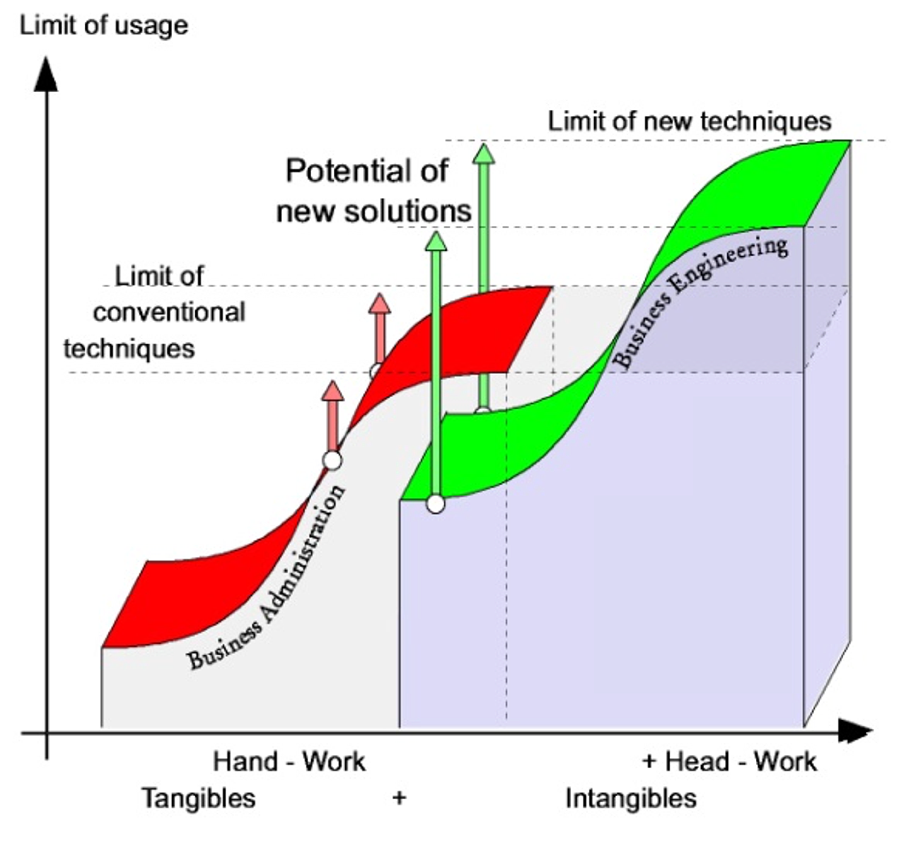 Limit of usage
Limit of new techniques
Potential of
new solutions
Limit of
conventional
techniques
Business Engineering
Business Administration
Hand - Work
+ Head - Work
Tangibles
+
Intangibles